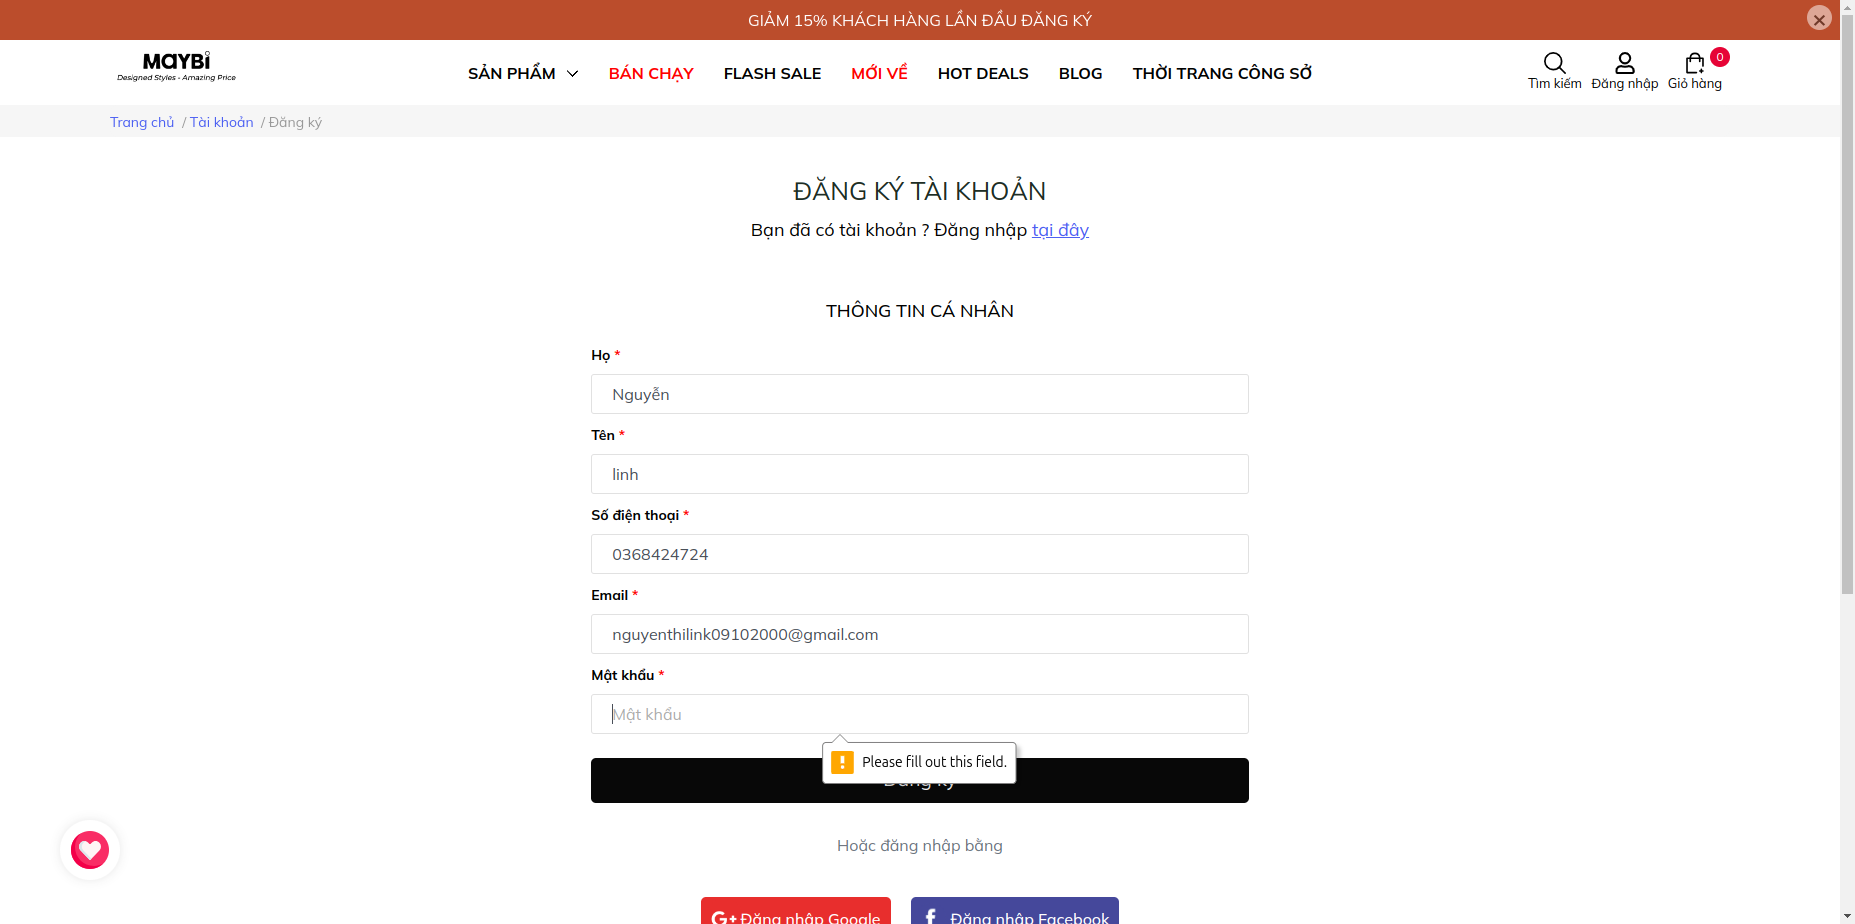 GIẢM 15% KHÁCH HÀNG LẦN ĐẦU ĐĂNG KÝ
MAYBi
Designed Styles - Amazing Price
SẢN PHẨM BÁN CHẠY FLASH SALE MỚI VỀ HOT DEALS BLOG THỜI TRANG CÔNG SỞ
0
Tìm kiếm Đăng nhập Giỏ hàng
Trang chủ / Tài khoản / Đăng ký
ĐĂNG KÝ TÀI KHOẢN
Bạn đã có tài khoản ? Đăng nhập tại đây
THÔNG TIN CÁ NHÂN
Họ *
Nguyễn
Tên *
linh
Số điện thoại *
0368424724
Email *
nguyenthilink09102000@gmail.com
Mật khẩu *
Mật khẩu
Please fill out this field.
Đăng ký
Hoặc đăng nhập bằng
G+ Đăng nhập Google
f Đăng nhập Facebook